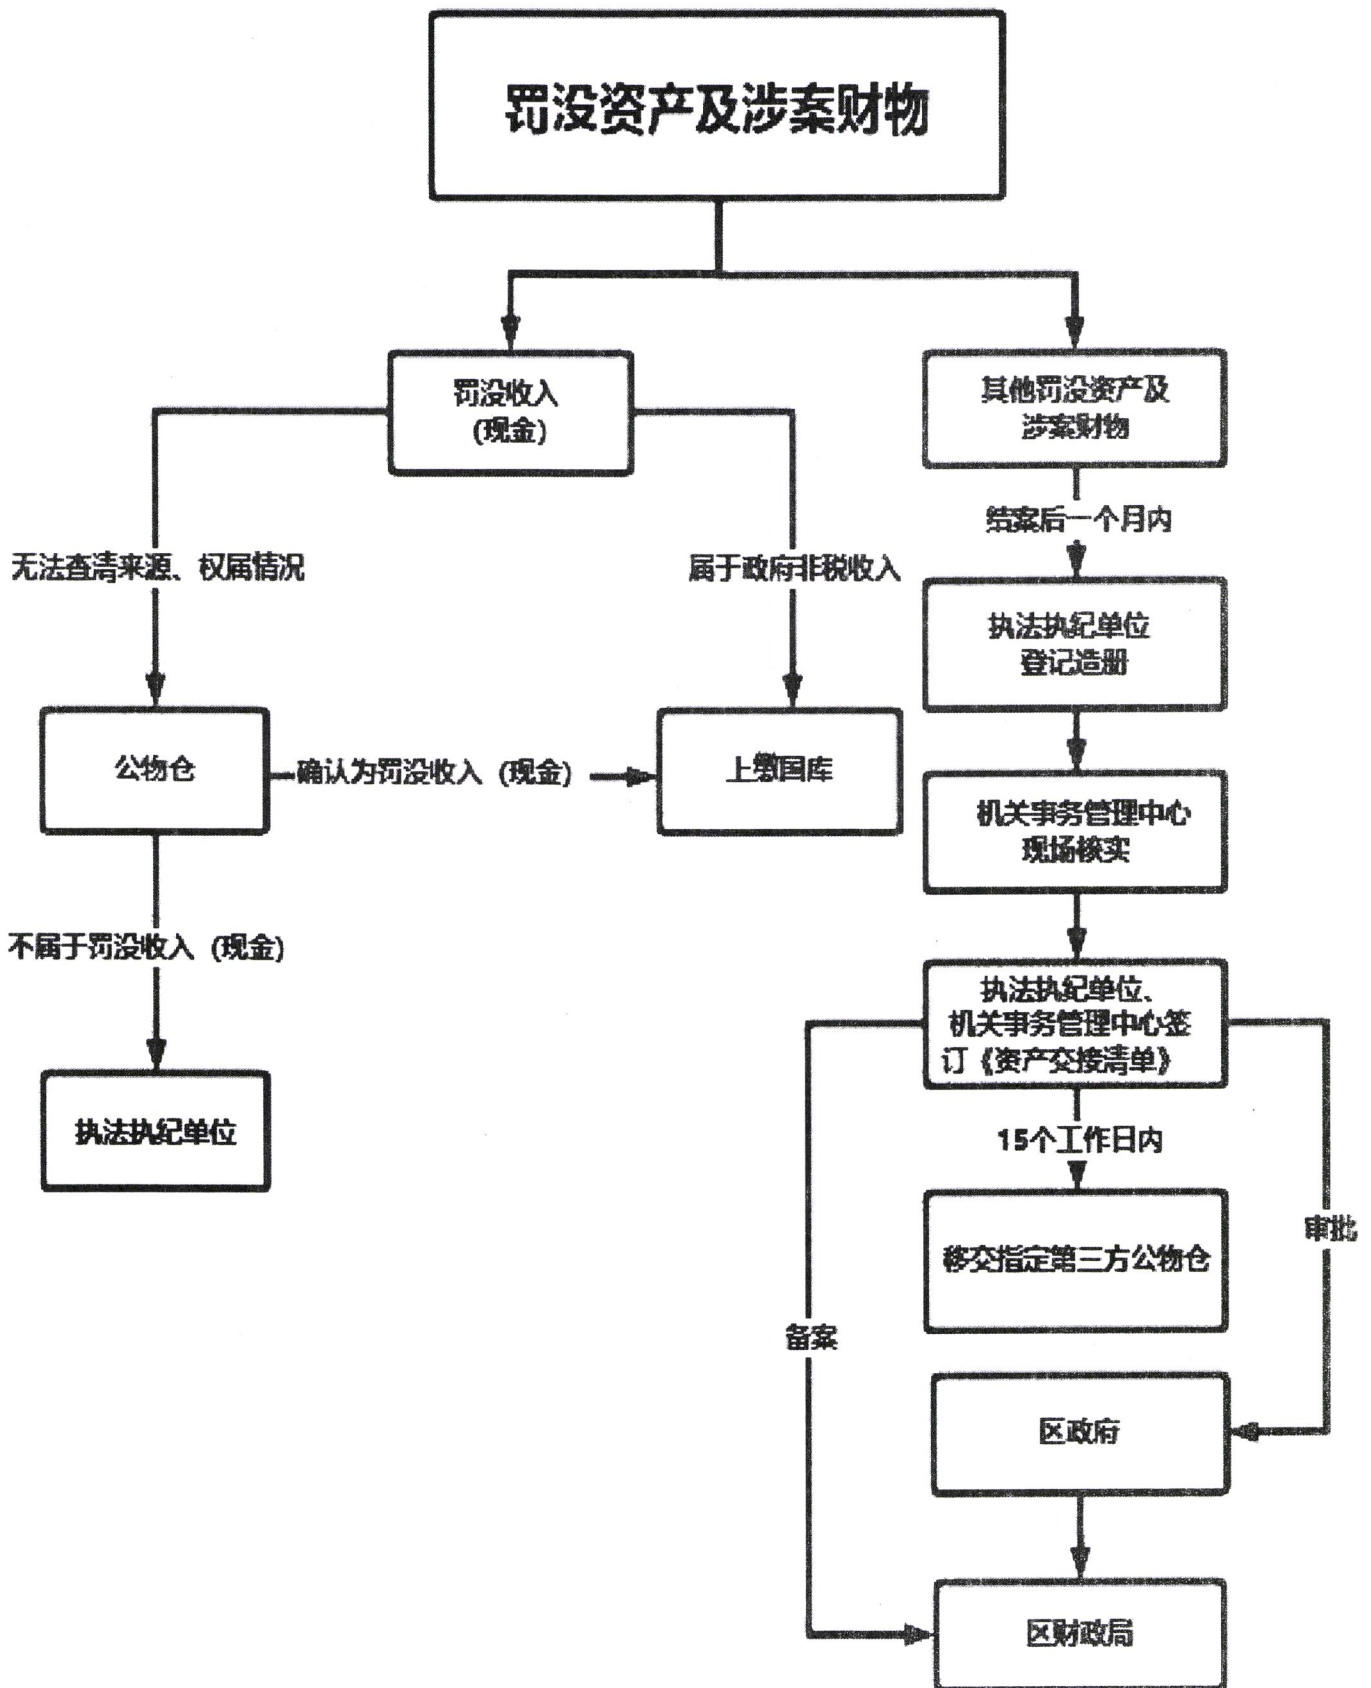 罚没资产及涉案财物
罚没收入
(现金)
其他罚没资产及
涉案财物
结案后一个月内
无法查清来源、权属情况
属于政府非税收入
执法执纪单位
登记造册
公物仓
确认为罚没收入（现金）
上缴国库
机关事务管理中心
现场核实
不属于罚没收入（现金）
执法执纪单位、
机关事务管理中心签
订《资产交接清单》
执法执纪单位
15个工作日内
移交指定第三方公物仓
审批
备案
区政府
区财政局